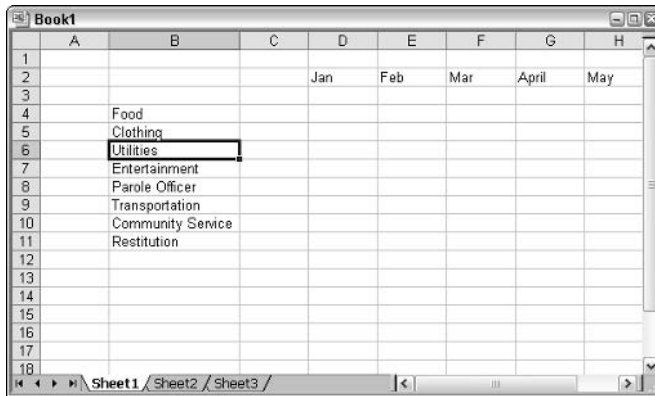 Book1
A B C D E F G H
1
2 Jan Feb Mar April May
3
4 Food
5 Clothing
6 Utilities
7 Entertainment
8 Parole Officer
9 Transportation
10 Community Service
11 Restitution
12
13
14
15
16
17
18
Sheet1 / Sheet2 / Sheet3 /